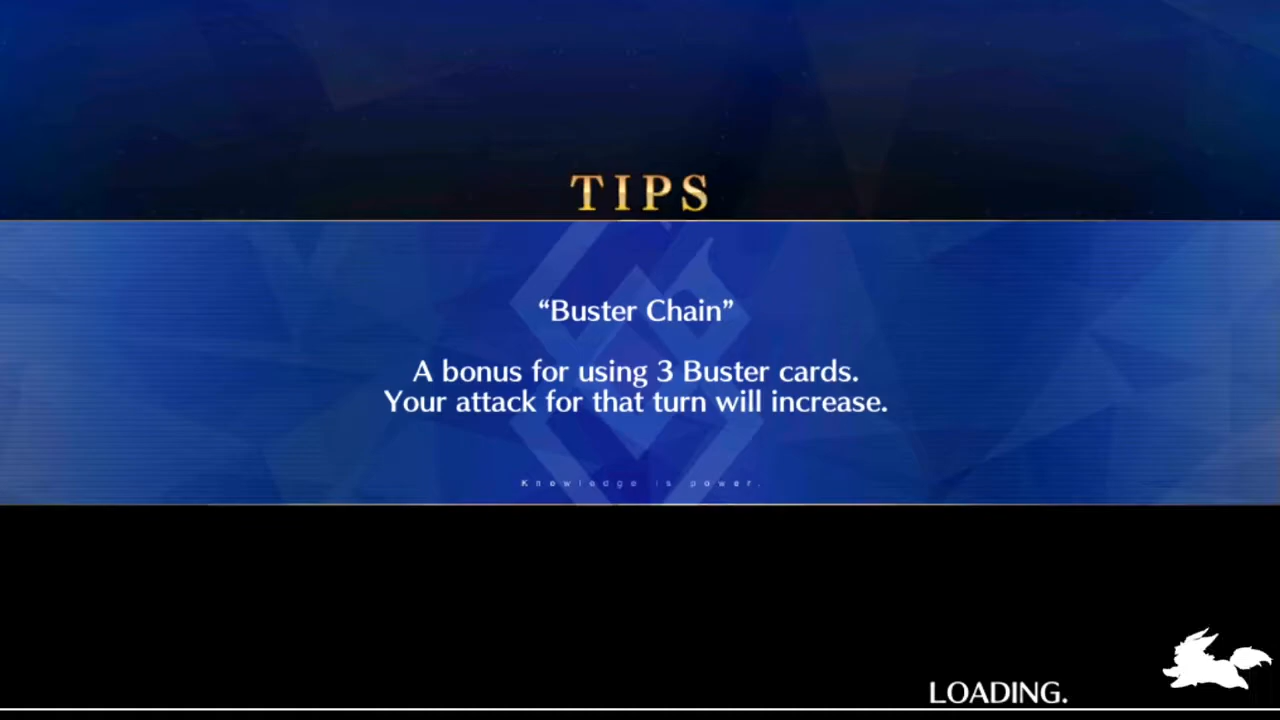 TIPS
“Buster Chain”
A bonus for using 3 Buster cards.
Your attack for that turn will increase.
Knowledge is power.
LOADING.